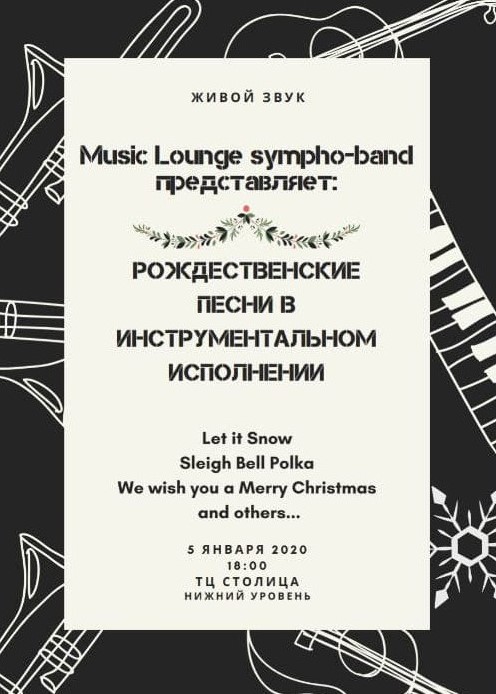 ЖИВОЙ ЗВУК
Music Lounge sympho-band
представляет:
РОЖДЕСТВЕНСКИЕ
ПЕСНИ В
ИНСТРУМЕНТАЛЬНОМ
ИСПОЛНЕНИИ
Let it Snow
Sleigh Bell Polka
We wish you a Merry Christmas
and others...
5 ЯНВАРЯ 2020
18:00
ТЦ СТОЛИЦА
НИЖНИЙ УРОВЕНЬ